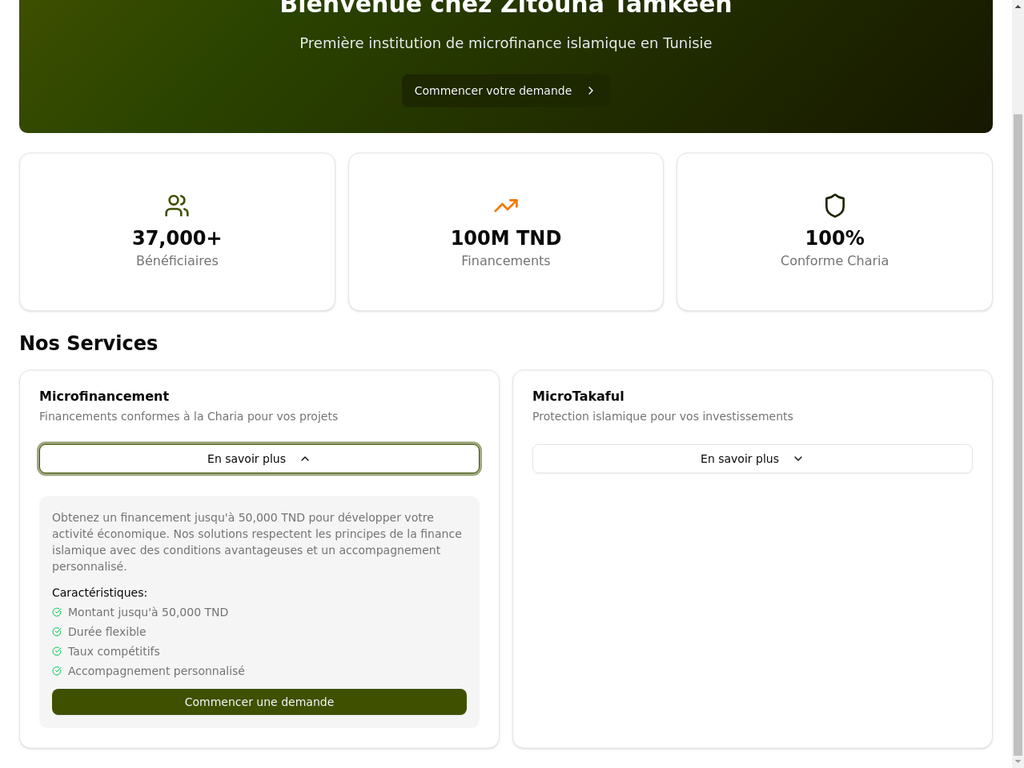 Bienvenue chez Zitouna Tamkeen
Première institution de microfinance islamique en Tunisie
Commencer votre demande
37,000+
Bénéficiaires
100M TND
Financements
100%
Conforme Charia
Nos Services
Microfinancement
Financements conformes à la Charia pour vos projets
En savoir plus
Obtenez un financement jusqu'à 50,000 TND pour développer votre
activité économique. Nos solutions respectent les principes de la finance
islamique avec des conditions avantageuses et un accompagnement
personnalisé.
Caractéristiques:
Montant jusqu'à 50,000 TND
Durée flexible
Taux compétitifs
Accompagnement personnalisé
Commencer une demande
MicroTakaful
Protection islamique pour vos investissements
En savoir plus